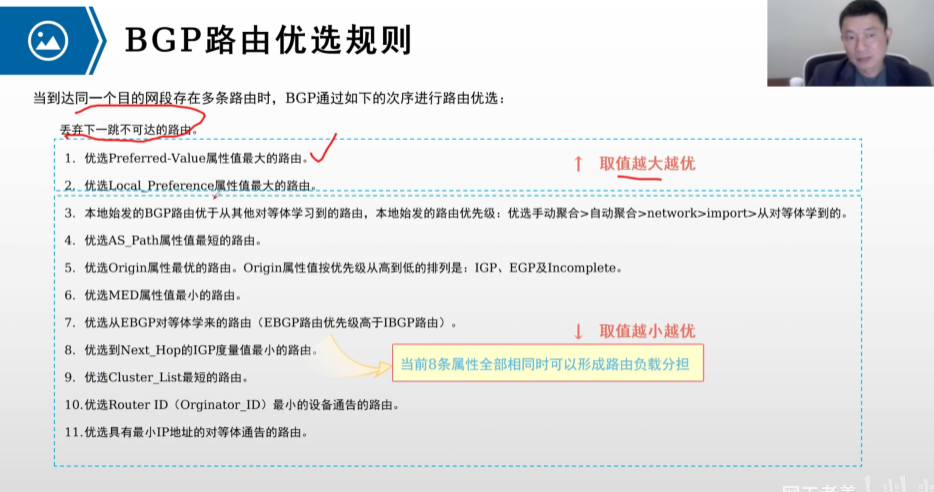 BGP路由优选规则
当到达同一个目的网段存在多条路由时，BGP通过如下的次序进行路由优选：
丢弃下一跳不可达的路由。
1. 优选Preferred-Value属性值最大的路由。
↑ 取值越大越优
2. 优选Local_Preference属性值最大的路由。
3. 本地始发的BGP路由优于从其他对等体学习到的路由，本地始发的路由优先级：优选手动聚合>自动聚合>network>import>从对等体学到的。
4. 优选AS_Path属性值最短的路由。
5. 优选Origin属性最优的路由。Origin属性值按优先级从高到低的排列是：IGP、EGP及Incomplete。
6. 优选MED属性值最小的路由。
7. 优选从EBGP对等体学来的路由（EBGP路由优先级高于IBGP路由）。
↓ 取值越小越优
8. 优选到Next_Hop的IGP度量值最小的路由。
当前8条属性全部相同时可以形成路由负载分担
9. 优选Cluster_List最短的路由。
10.优选Router ID（Orginator_ID）最小的设备通告的路由。
11.优选具有最小IP地址的对等体通告的路由。